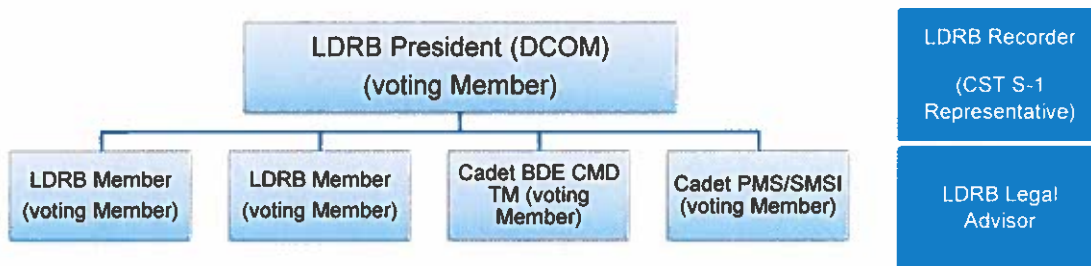 LDRB President (DCOM)
(voting Member)
LDRB Member
(voting Member)
LDRB Member
(voting Member)
Cadet BDE CMD
TM (voting
Member)
Cadet PMS/SMSI
(voting Member)
LDRB Recorder
(CST S-1
Representative)
LDRB Legal
Advisor